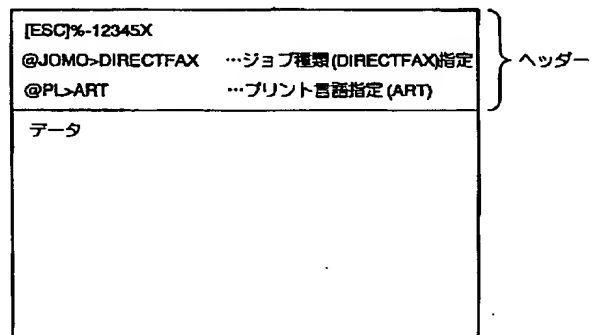 [ESC]%-12345X
@JOMO>DIRECTFAX …ジョブ種類(DIRECTFAX)指定
@PL>ART …プリント言語指定(ART)
ヘッダー
データ